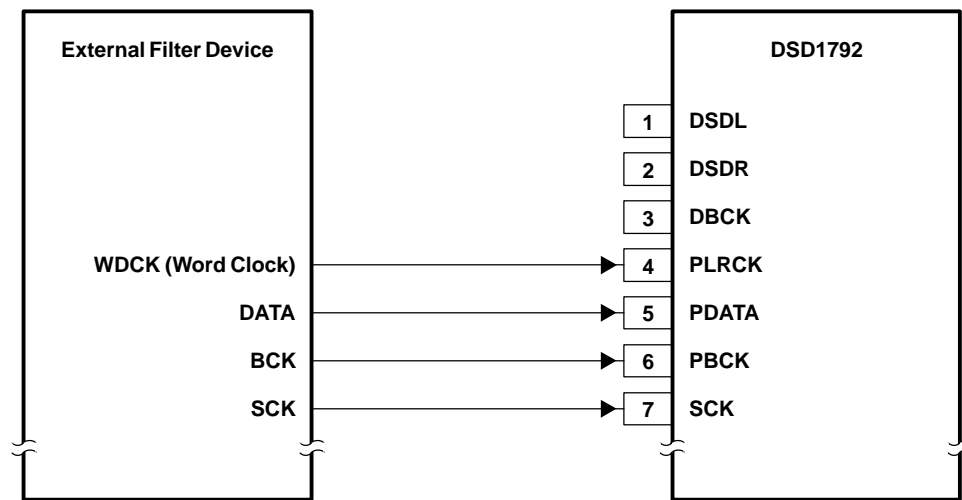 External Filter Device
DSD1792
1 DSDL
2 DSDR
3 DBCK
WDCK (Word Clock) 4 PLRCK
DATA 5 PDATA
BCK 6 PBCK
SCK 7 SCK